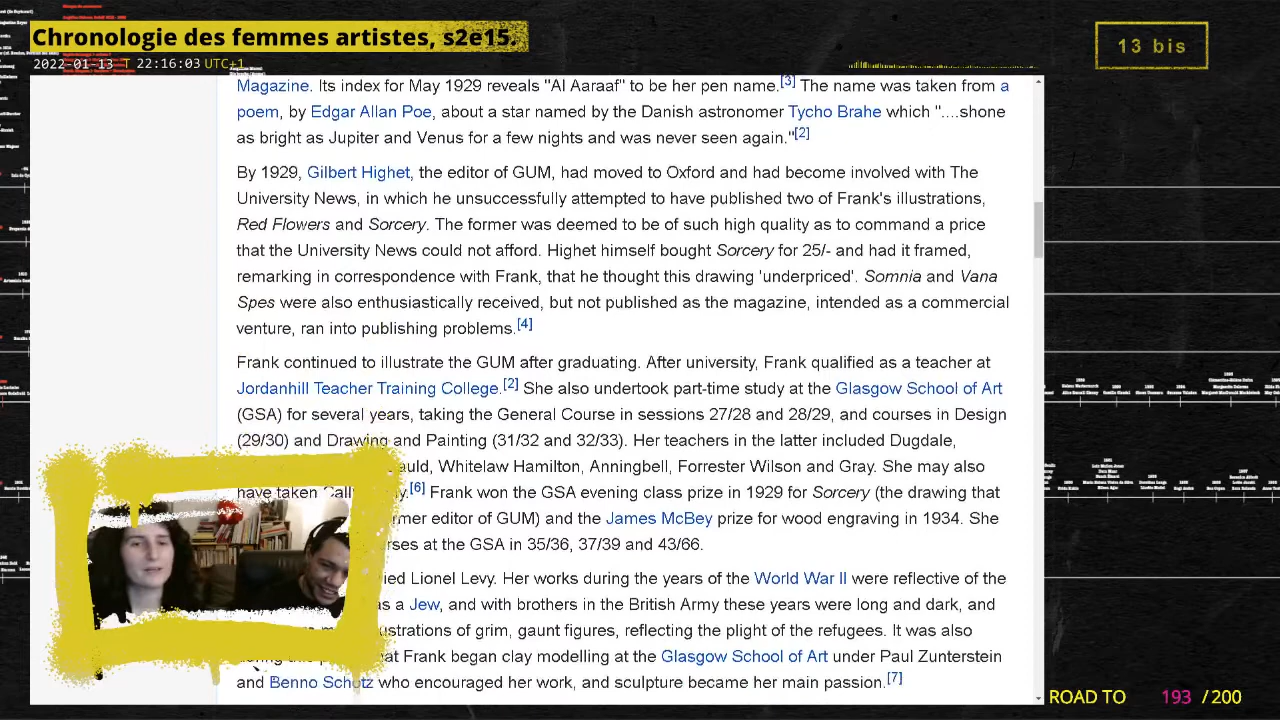 Chronologie des femmes artistes, s2e15
2022-01-13 T 22:16:03 UTC+1
13 bis
Magazine. Its index for May 1929 reveals "Al Aaraaf" to be her pen name.[3] The name was taken from a
poem, by Edgar Allan Poe, about a star named by the Danish astronomer Tycho Brahe which "....shone
as bright as Jupiter and Venus for a few nights and was never seen again."[2]
By 1929, Gilbert Highet, the editor of GUM, had moved to Oxford and had become involved with The
University News, in which he unsuccessfully attempted to have published two of Frank's illustrations,
Red Flowers and Sorcery. The former was deemed to be of such high quality as to command a price
that the University News could not afford. Highet himself bought Sorcery for 25/- and had it framed,
remarking in correspondence with Frank, that he thought this drawing 'underpriced'. Somnia and Vana
Spes were also enthusiastically received, but not published as the magazine, intended as a commercial
venture, ran into publishing problems.[4]
Frank continued to illustrate the GUM after graduating. After university, Frank qualified as a teacher at
Jordanhill Teacher Training College.[2] She also undertook part-time study at the Glasgow School of Art
(GSA) for several years, taking the General Course in sessions 27/28 and 28/29, and courses in Design
(29/30) and Drawing and Painting (31/32 and 32/33). Her teachers in the latter included Dugdale,
auld, Whitelaw Hamilton, Anningbell, Forrester Wilson and Gray. She may also
have taken y.[6] Frank won the GSA evening class prize in 1929 for Sorcery (the drawing that
mer editor of GUM) and the James McBey prize for wood engraving in 1934. She
rses at the GSA in 35/36, 37/39 and 43/66.
ied Lionel Levy. Her works during the years of the World War II were reflective of the
as a Jew, and with brothers in the British Army these years were long and dark, and
ustrations of grim, gaunt figures, reflecting the plight of the refugees. It was also
at Frank began clay modelling at the Glasgow School of Art under Paul Zunterstein
and Benno Schotz who encouraged her work, and sculpture became her main passion.[7]
ROAD TO 193 / 200